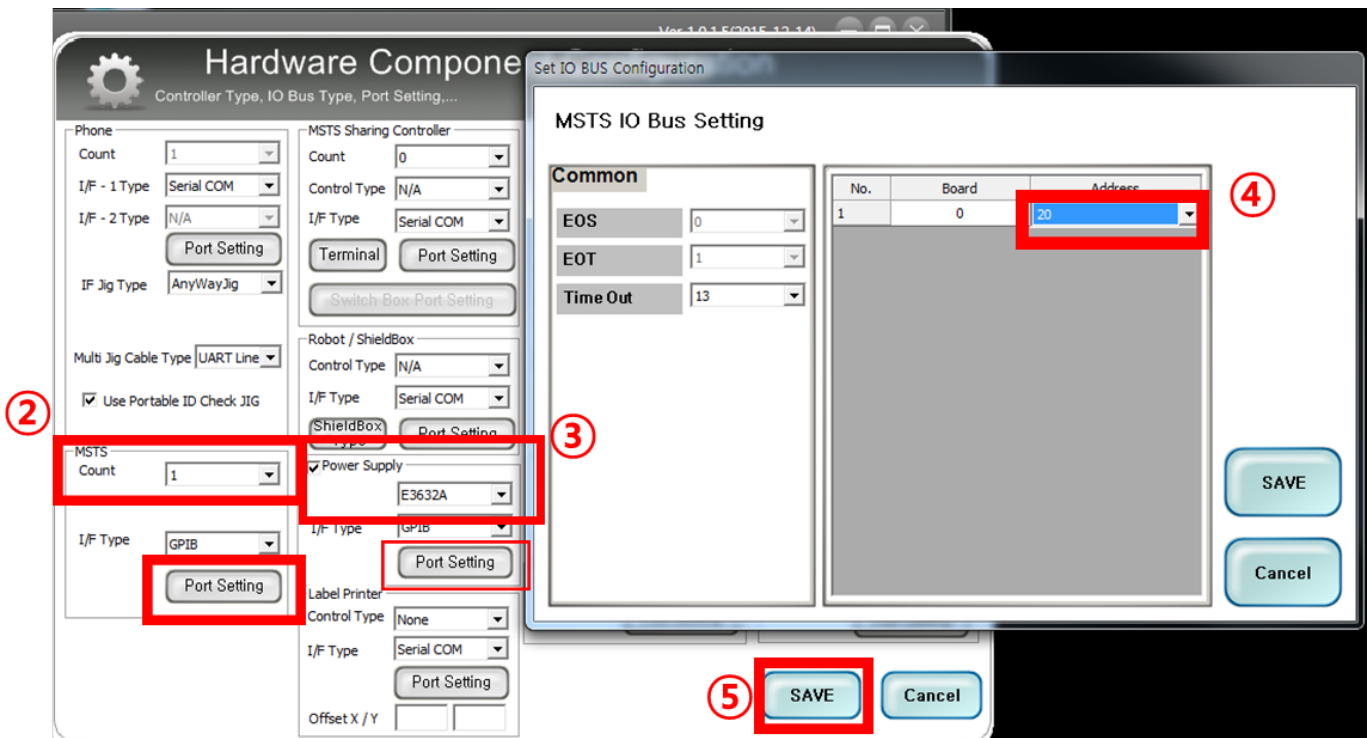 Ver 1.0.1.5(2015-12-14)
Hardware Compone
Controller Type, IO Bus Type, Port Setting,...
Phone
Count 1
I/F - 1 Type Serial COM
I/F - 2 Type N/A
Port Setting
IF Jig Type AnyWayJig
Multi Jig Cable Type UART Line
Use Portable ID Check JIG
②
MSTS
Count 1
I/F Type GPIB
Port Setting
MSTS Sharing Controller
Count 0
Control Type N/A
I/F Type Serial COM
Terminal Port Setting
Switch Box Port Setting
Robot / ShieldBox
Control Type N/A
I/F Type Serial COM
ShieldBox Type Port Setting
③
Power Supply
E3632A
I/F Type GPIB
Port Setting
Label Printer
Control Type None
I/F Type Serial COM
Port Setting
Offset X / Y
Set IO BUS Configuration
MSTS IO Bus Setting
Common
EOS 0
EOT 1
Time Out 13
No. Board Address
1 0 20
④
SAVE
Cancel
⑤
SAVE
Cancel